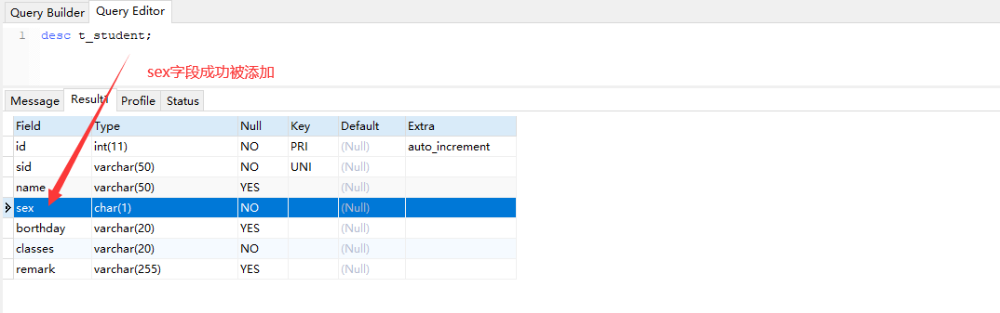 Query Builder Query Editor
1 desc t_student;
sex字段成功被添加
Message Result1 Profile Status
Field Type Null Key Default Extra
id int(11) NO PRI (Null) auto_increment
sid varchar(50) NO UNI (Null)
name varchar(50) YES (Null)
sex char(1) NO (Null)
borthday varchar(20) YES (Null)
classes varchar(20) NO (Null)
remark varchar(255) YES (Null)